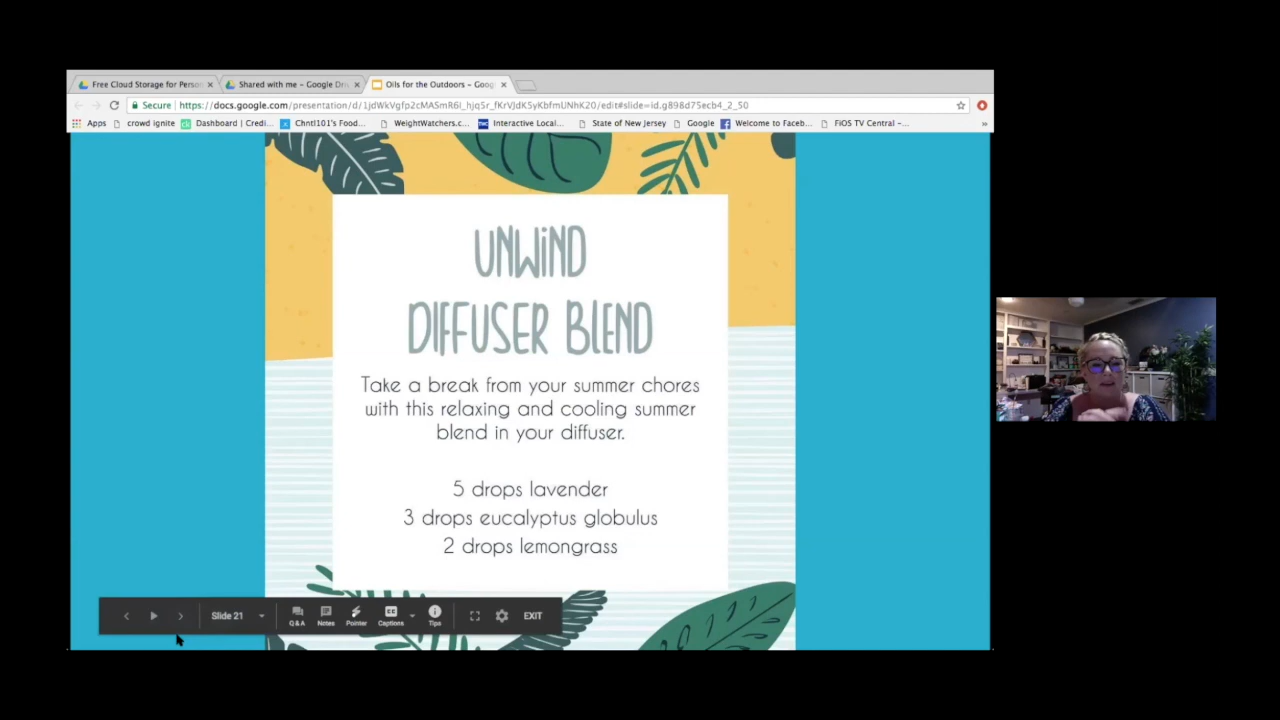 Free Cloud Storage for Perso
Shared with me - Google Driv
Oils for the Outdoors - Goog
Secure
https://docs.google.com/presentation/d/1jdWkVgfp2cMASmR6I_hjq5r_fKrVJdK5yKbfmUNhK20/edit#slide=id.g898d75ecb4_2_50
Apps
crowd ignite
Dashboard | Credi...
Chntl101's Food...
WeightWatchers.c...
Interactive Local...
State of New Jersey
Google
Welcome to Faceb...
FiOS TV Central -...
UNWIND
DIFFUSER BLEND
Take a break from your summer chores
with this relaxing and cooling summer
blend in your diffuser.
5 drops lavender
3 drops eucalyptus globulus
2 drops lemongrass
Slide 21
Q&A
Notes
Pointer
Captions
Tips
EXIT